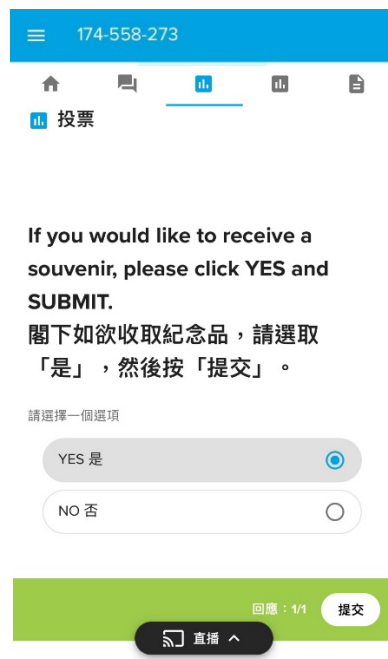 174-558-273
投票
If you would like to receive a
souvenir, please click YES and
SUBMIT.
閣下如欲收取紀念品，請選取
「是」，然後按「提交」。
請選擇一個選項
YES 是
NO 否
回應：1/1
提交
直播